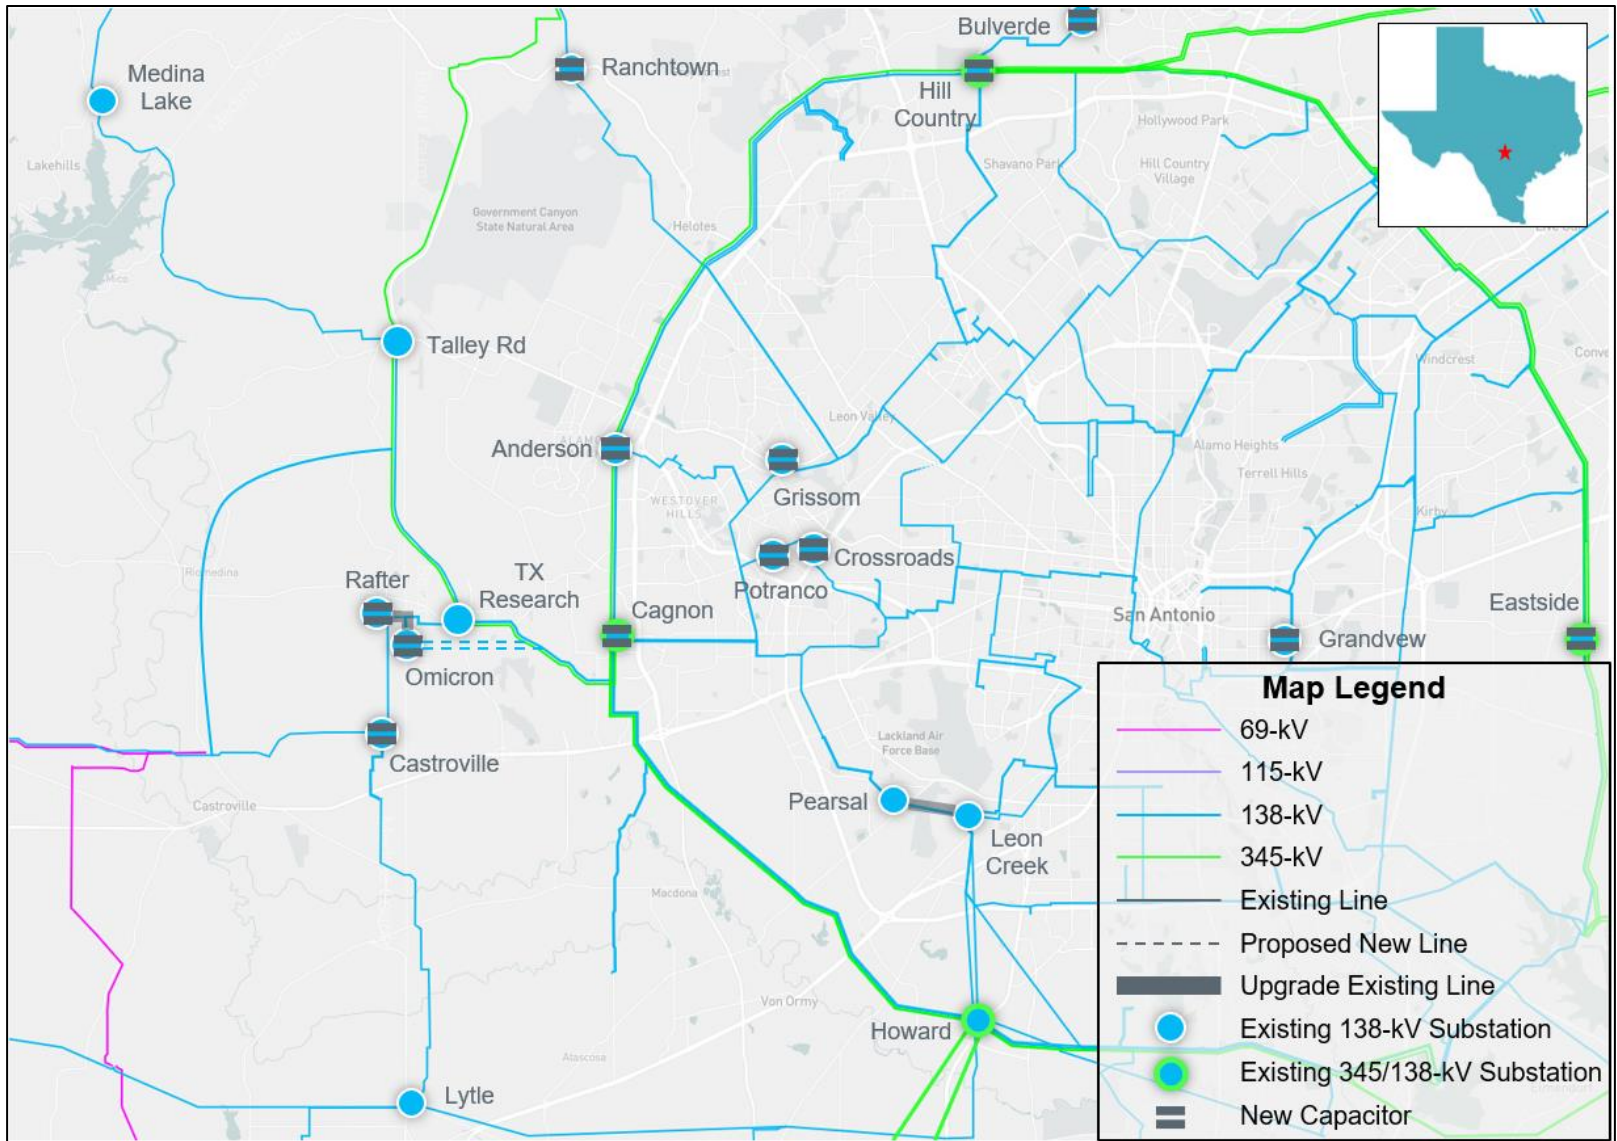 Bulverde
Medina
Lake
Ranchtown
Hill
Country
Hollywood Park
Lakehills
Shavano Park
Hill Country
Village
Government Canyon
State Natural Area
Helotes
Mico
Talley Rd
Windcrest
Leon Valley
Anderson
Alamo Heights
Terrell Hills
Grissom
WESTOVER
HILLS
Kirby
Crossroads
Potranco
Riomedina
Rafter
TX
Research
Cagnon
San Antonio
Eastside
Grandvew
Omicron
Castroville
Lackland Air
Force Base
Castroville
Pearsal
Leon
Creek
Macdona
Von Ormy
Howard
Atascosa
Lytle
Map Legend
69-kV
115-kV
138-kV
345-kV
Existing Line
Proposed New Line
Upgrade Existing Line
Existing 138-kV Substation
Existing 345/138-kV Substation
New Capacitor